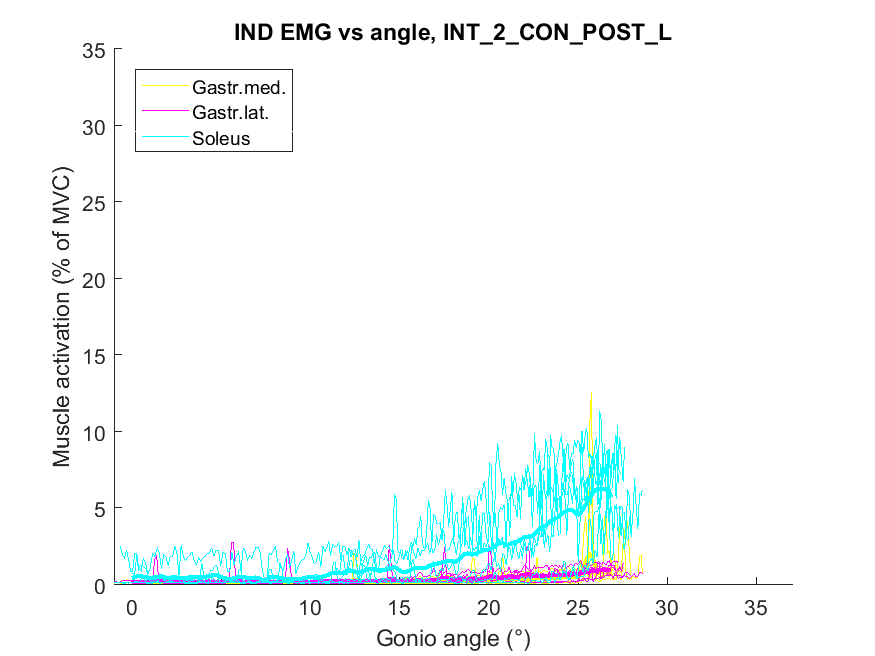 IND EMG vs angle, INT_2_CON_POST_L
35
30
25
20
15
10
5
0
Muscle activation (% of MVC)
Gastr.med.
Gastr.lat.
Soleus
0 5 10 15 20 25 30 35
Gonio angle (°)